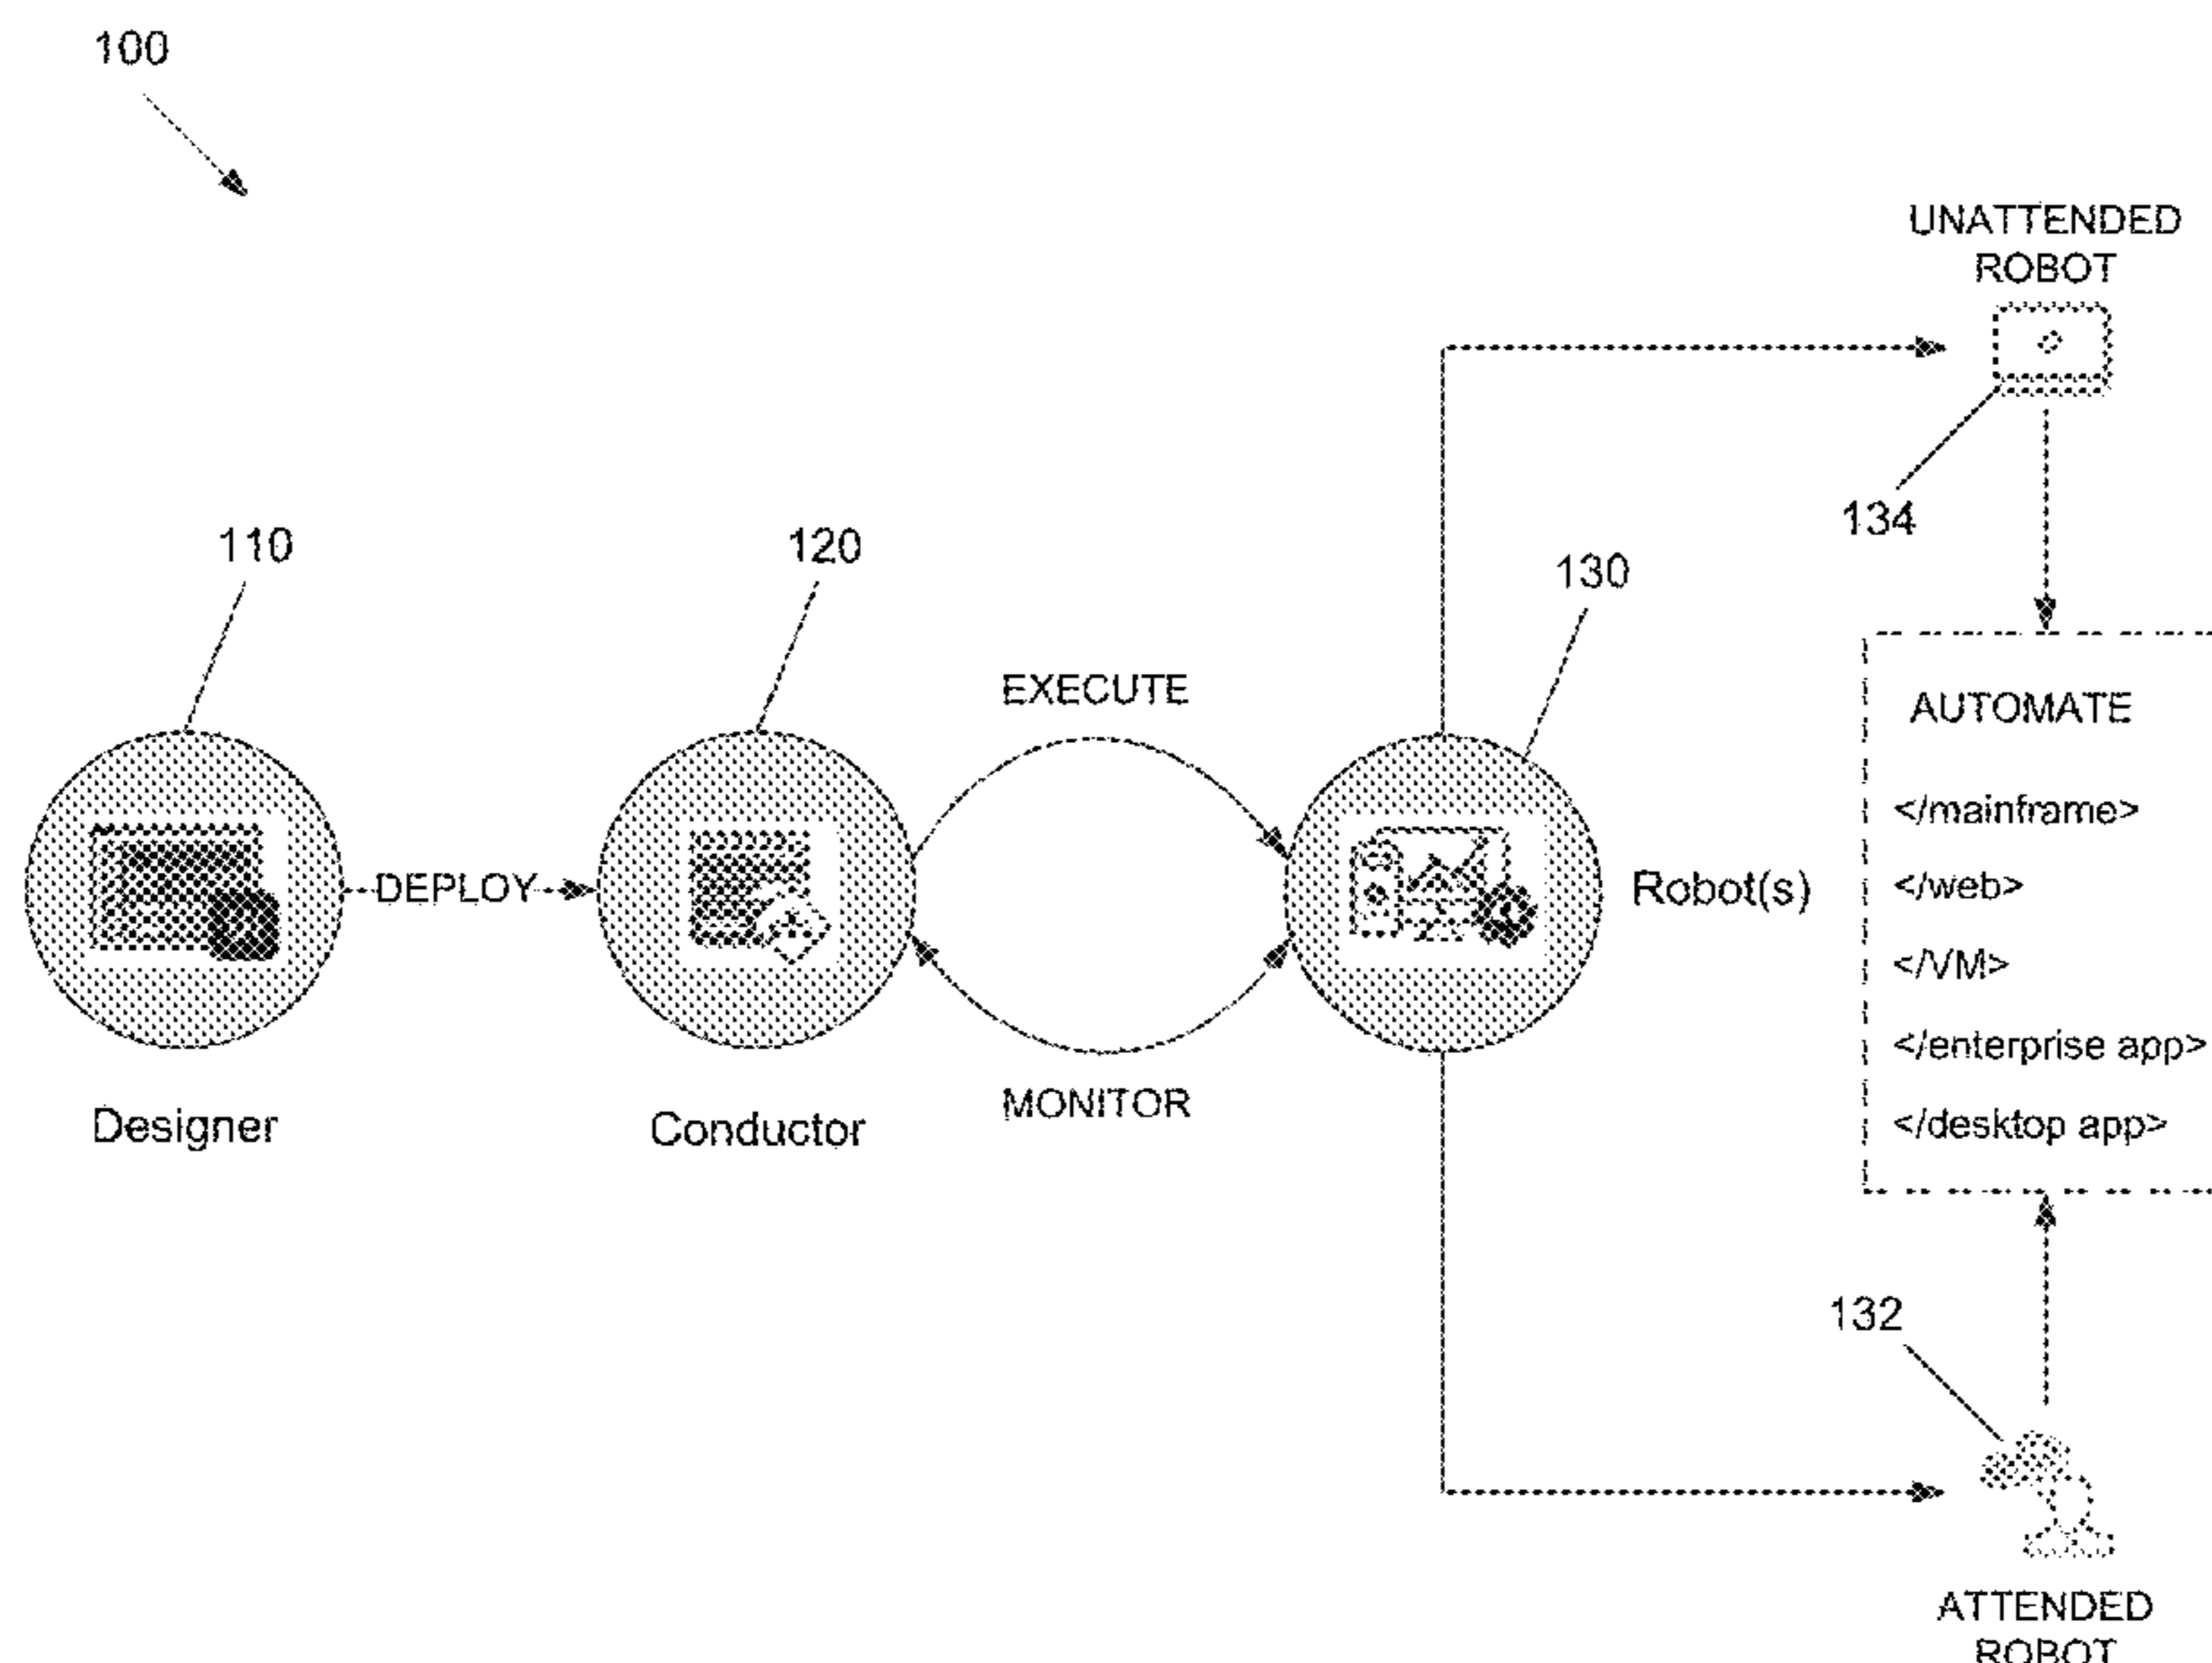 100
UNATTENDED
ROBOT
134
110
120
130
EXECUTE
AUTOMATE
</mainframe>
DEPLOY
Robot(s)
</web>
</VM>
</enterprise app>
MONITOR
</desktop app>
Designer
Conductor
132
ATTENDED
ROBOT